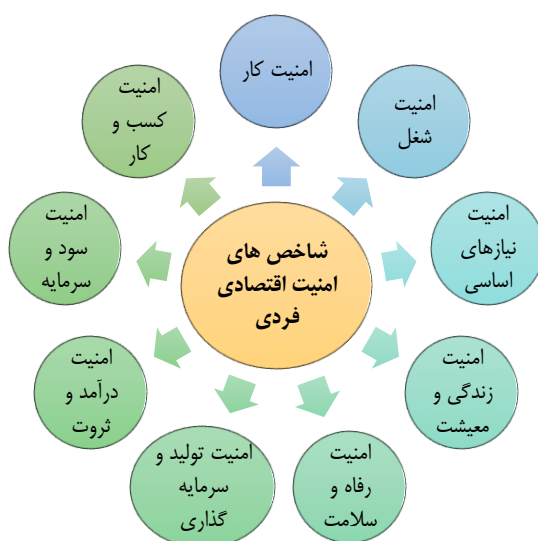 شاخص های
امنیت اقتصادی
فردی
امنیت کار
امنیت
شغل
امنیت
نیازهای
اساسی
امنیت
زندگی و
معیشت
امنیت
رفاه و
سلامت
امنیت تولید و
سرمایه
گذاری
امنیت
درآمد و
ثروت
امنیت
سود و
سرمایه
امنیت
کسب و
کار